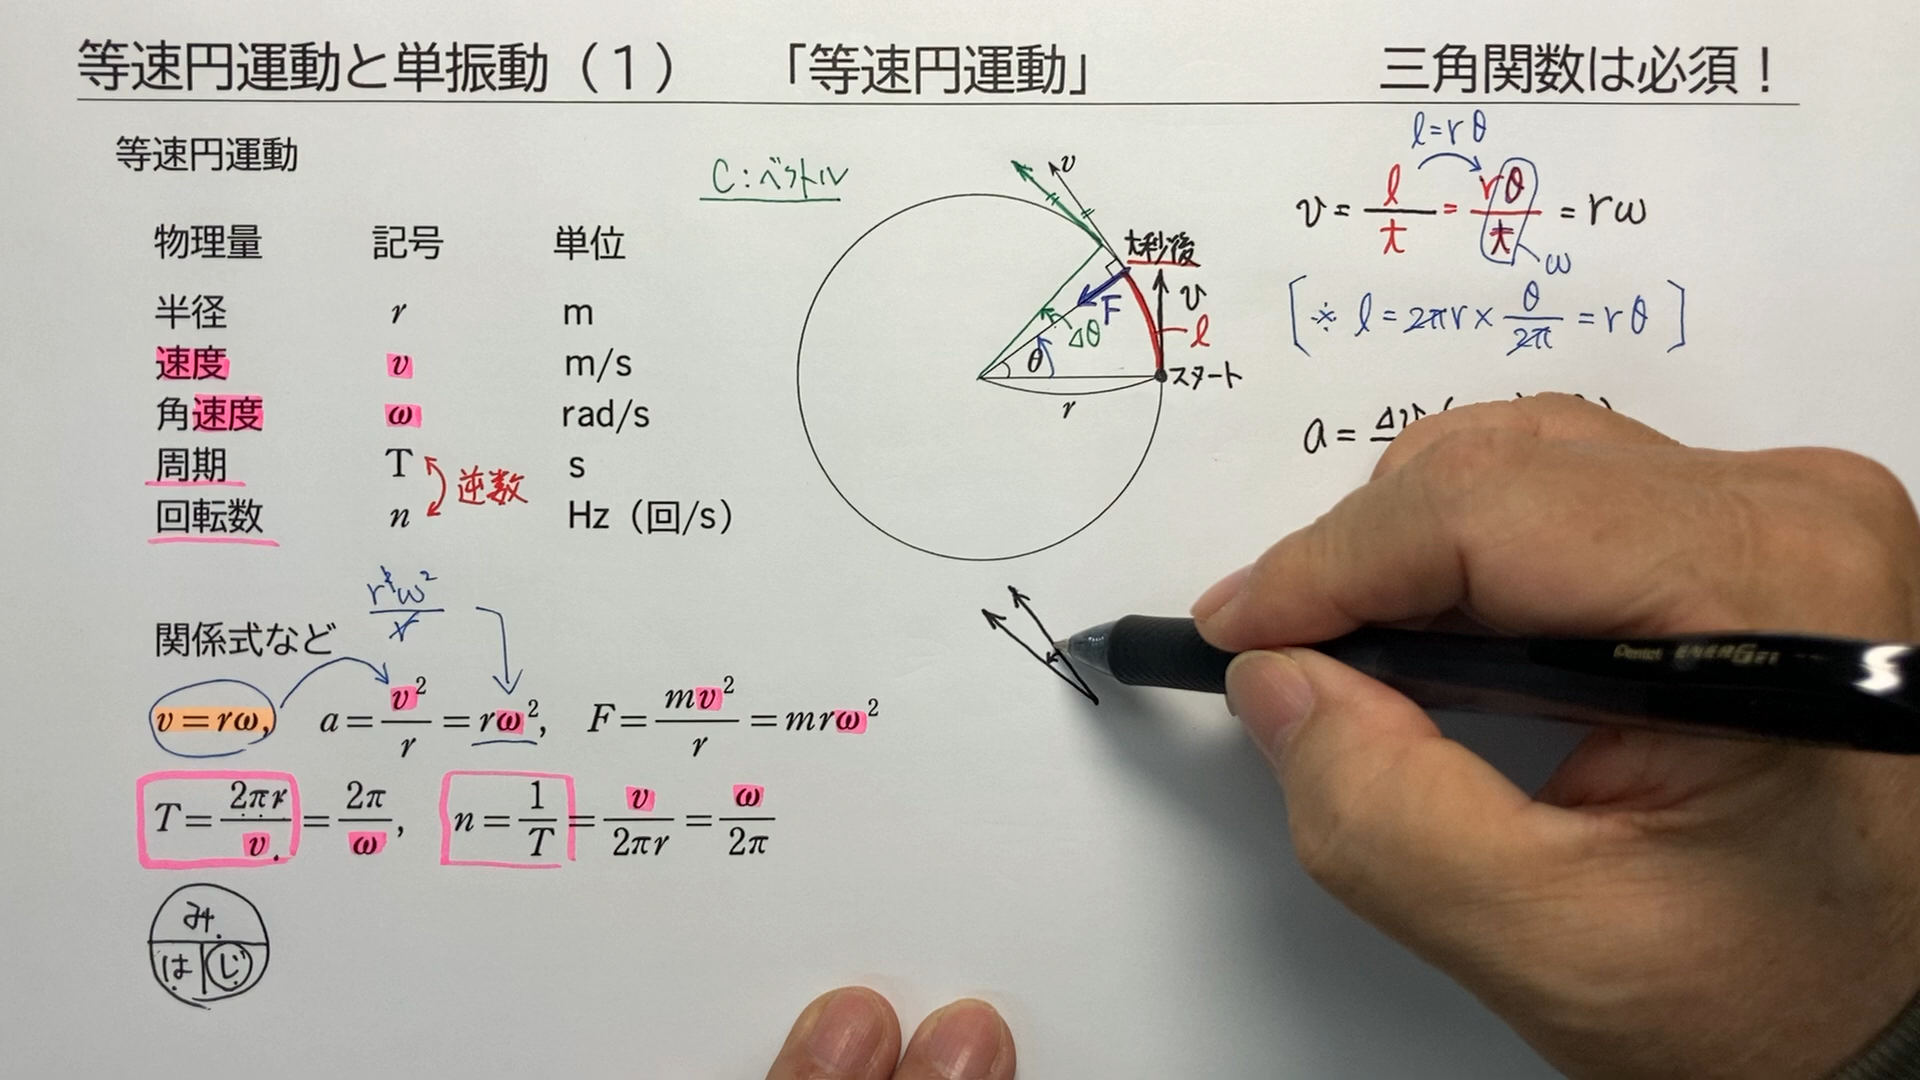 等速円運動と単振動（１） 「等速円運動」 三角関数は必須！
等速円運動
物理量 記号 単位
半径 r m
速度 v m/s
角速度 ω rad/s
周期 T s
回転数 n Hz（回/s）
逆数
C:ベクトル
v
t秒後
F
v
l
Δθ
θ
スタート
r
l=rθ
v = l/t = rθ/t = rω
ω
[※ l = 2πr × θ/2π = rθ]
a = Δv
関係式など
r²ω²/r
v=rω, a=v²/r=rω², F=mv²/r=mrω²
T=2πr/v=2π/ω, n=1/T=v/2πr=ω/2π
み
は じ
Pentel ENERGEL